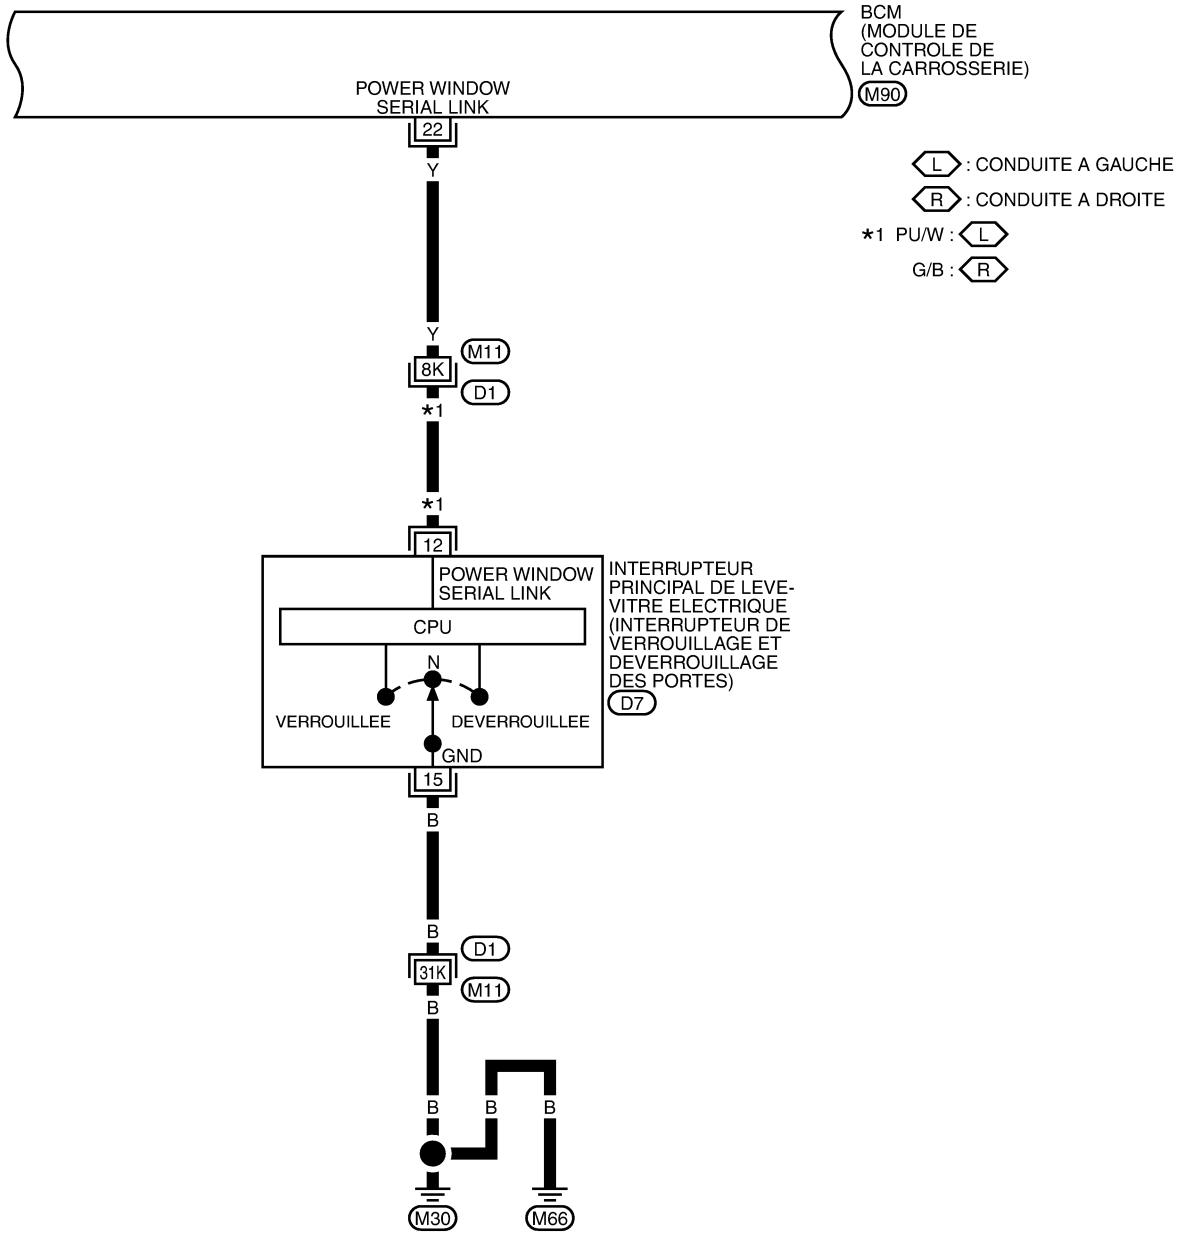 BCM
(MODULE DE
CONTROLE DE
LA CARROSSERIE)
M90
POWER WINDOW
SERIAL LINK
22
Y
L : CONDUITE A GAUCHE
R : CONDUITE A DROITE
*1 PU/W : L
G/B : R
Y
M11
8K
D1
*1
*1
12
POWER WINDOW
SERIAL LINK
CPU
N
VERROUILLEE
DEVERROUILLEE
GND
INTERRUPTEUR
PRINCIPAL DE LEVE-
VITRE ELECTRIQUE
(INTERRUPTEUR DE
VERROUILLAGE ET
DEVERROUILLAGE
DES PORTES)
D7
15
B
B
D1
31K
M11
B
B B B
M30 M66